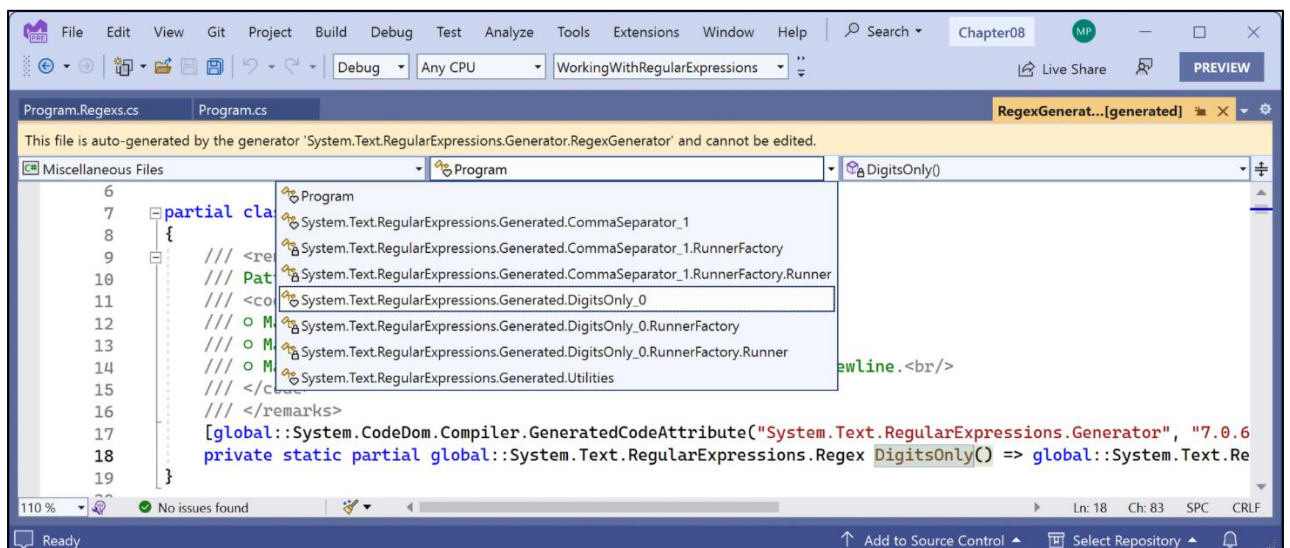 PRE File Edit View Git Project Build Debug Test Analyze Tools Extensions Window Help Search Chapter08 MP
Debug Any CPU WorkingWithRegularExpressions Live Share PREVIEW
Program.Regexs.cs Program.cs RegexGenerat...[generated]
This file is auto-generated by the generator 'System.Text.RegularExpressions.Generator.RegexGenerator' and cannot be edited.
C# Miscellaneous Files Program DigitsOnly()
Program
System.Text.RegularExpressions.Generated.CommaSeparator_1
System.Text.RegularExpressions.Generated.CommaSeparator_1.RunnerFactory
System.Text.RegularExpressions.Generated.CommaSeparator_1.RunnerFactory.Runner
System.Text.RegularExpressions.Generated.DigitsOnly_0
System.Text.RegularExpressions.Generated.DigitsOnly_0.RunnerFactory
System.Text.RegularExpressions.Generated.DigitsOnly_0.RunnerFactory.Runner
System.Text.RegularExpressions.Generated.Utilities
6
7 partial cla
8 {
9 /// <re
10 /// Pat
11 /// <co
12 /// o M
13 /// o M
14 /// o M ewline.<br/>
15 /// </code>
16 /// </remarks>
17 [global::System.CodeDom.Compiler.GeneratedCodeAttribute("System.Text.RegularExpressions.Generator", "7.0.6
18 private static partial global::System.Text.RegularExpressions.Regex DigitsOnly() => global::System.Text.Re
19 }
110 % No issues found Ln: 18 Ch: 83 SPC CRLF
Ready Add to Source Control Select Repository